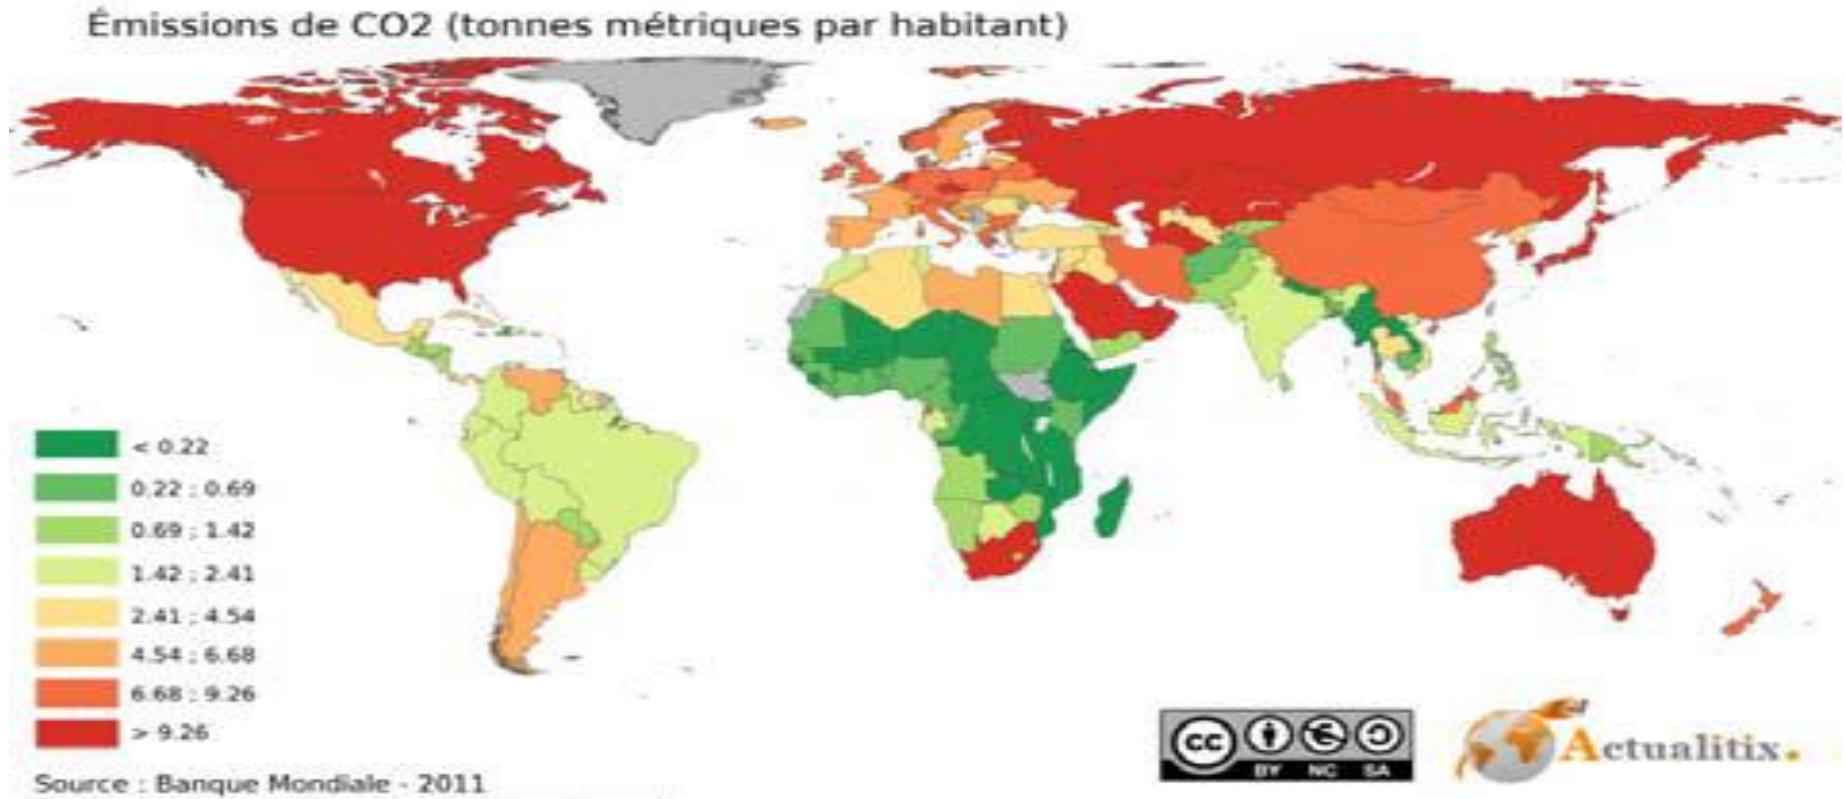 Émissions de CO2 (tonnes métriques par habitant)
< 0.22
0.22 ; 0.69
0.69 ; 1.42
1.42 ; 2.41
2.41 ; 4.54
4.54 ; 6.68
6.68 ; 9.26
> 9.26
Source : Banque Mondiale - 2011
cc
BY NC SA
Actualitix.